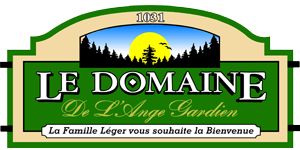 1031
LE DOMAINE
De L'Ange Gardien
La Famille Léger vous souhaite la Bienvenue